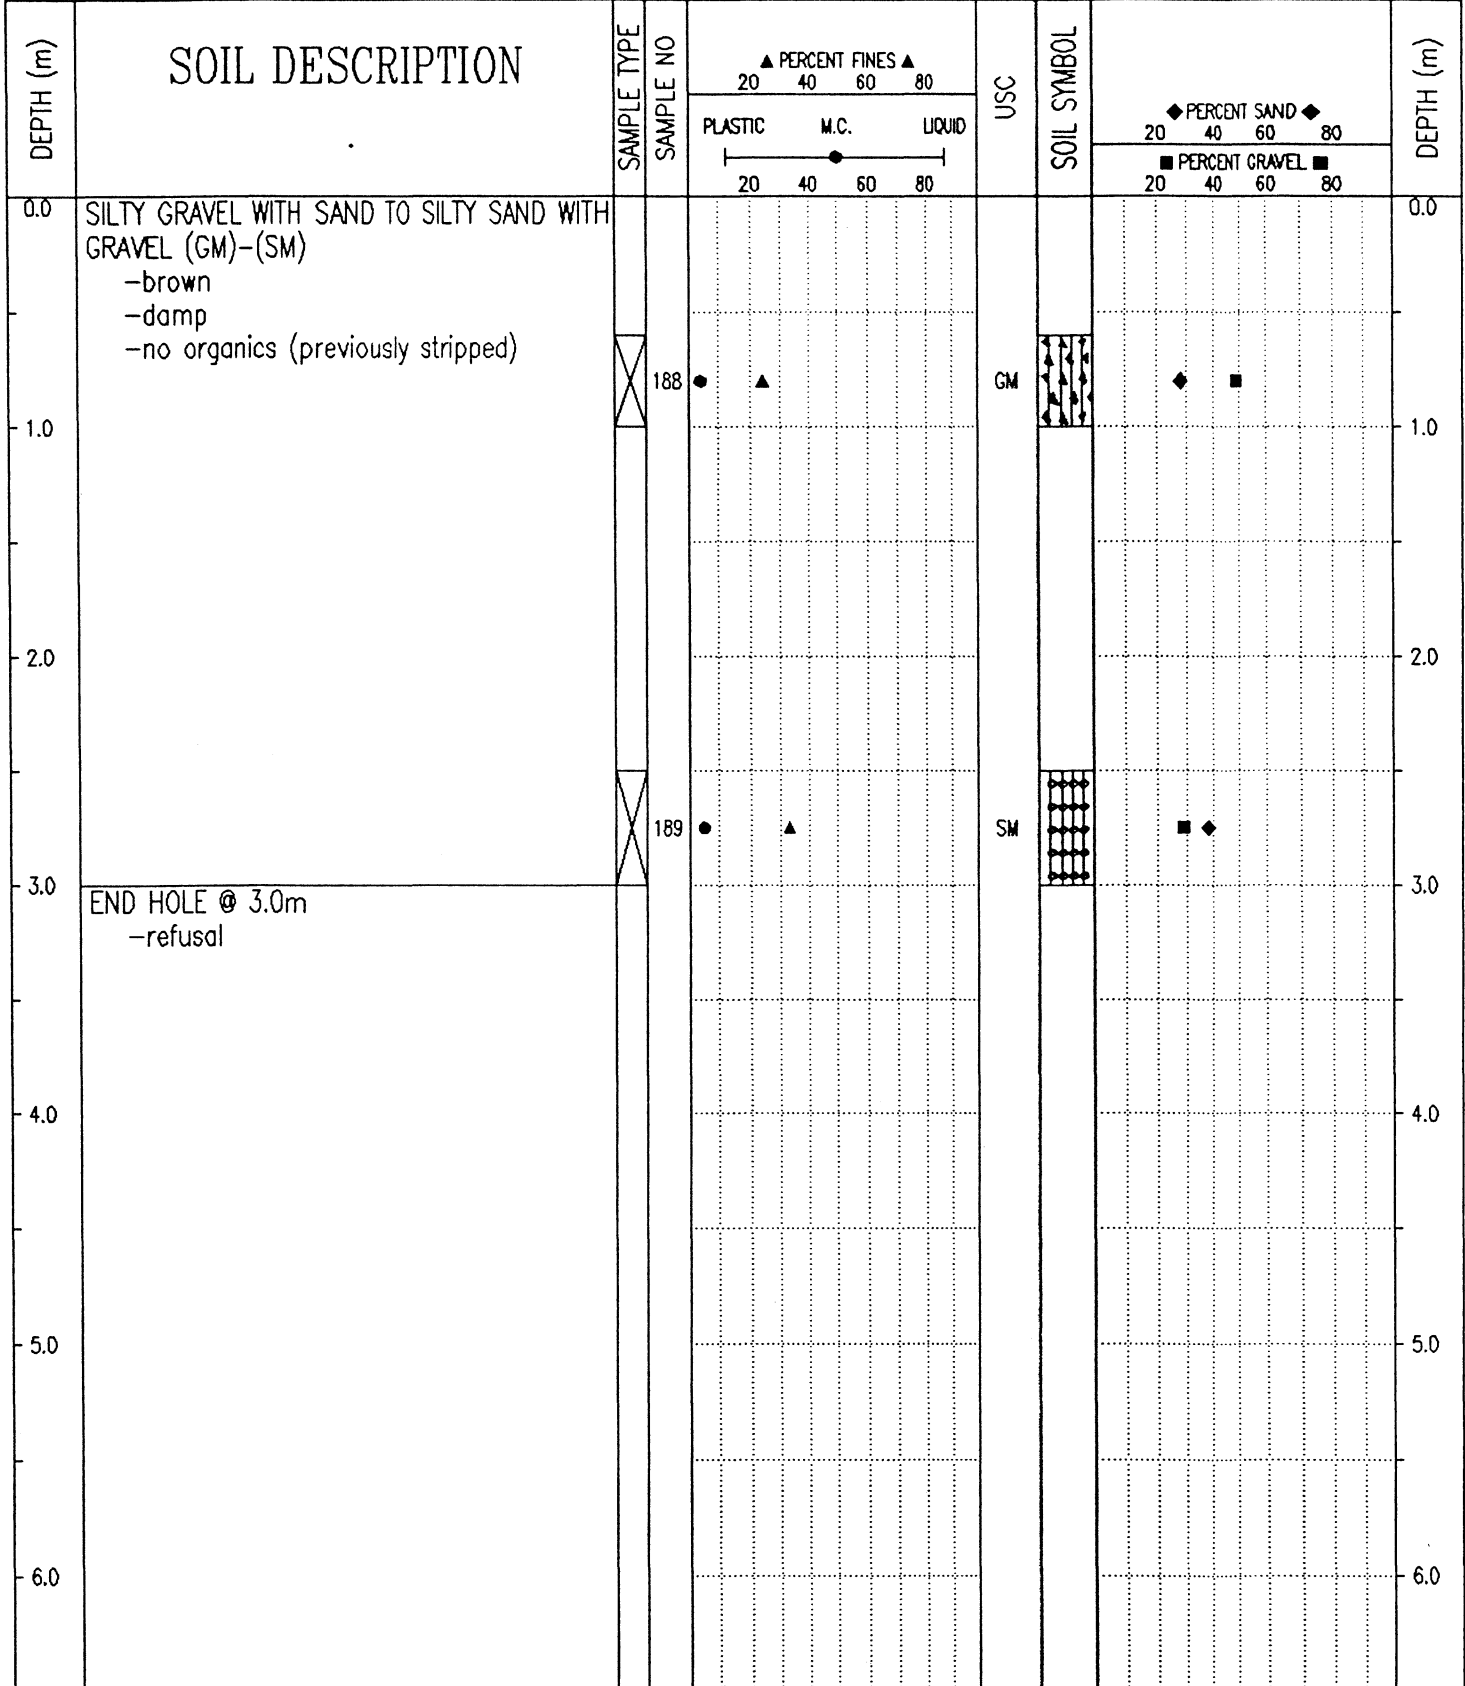 DEPTH (m)
SOIL DESCRIPTION
SAMPLE TYPE
SAMPLE NO
▲ PERCENT FINES ▲
20 40 60 80
PLASTIC M.C. LIQUID
20 40 60 80
USC
SOIL SYMBOL
◆ PERCENT SAND ◆
20 40 60 80
■ PERCENT GRAVEL ■
20 40 60 80
DEPTH (m)
0.0 SILTY GRAVEL WITH SAND TO SILTY SAND WITH 0.0
GRAVEL (GM)-(SM)
-brown
-damp
-no organics (previously stripped)
188 GM
1.0 1.0
2.0 2.0
189 SM
3.0 3.0
END HOLE @ 3.0m
-refusal
4.0 4.0
5.0 5.0
6.0 6.0